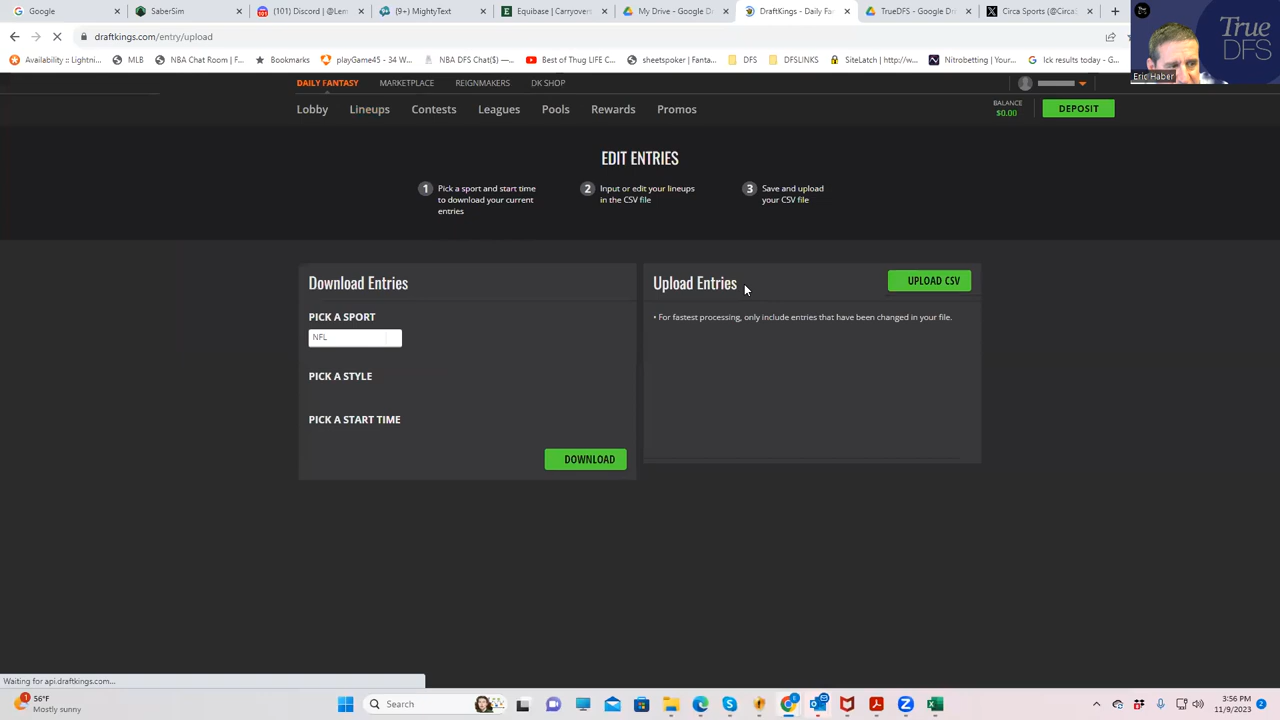 Google
SaberSim
(101) Discord | @Lem
(9+) MightyText
Equibase | Carryovers
My Drive - Google D
DraftKings - Daily Fa
TrueDFS - Google D
Circa Sports (@Circa
draftkings.com/entry/upload
Availability :: Lightni...
MLB
NBA Chat Room | F...
Bookmarks
playGame45 - 34 W...
NBA DFS Chat($) —...
Best of Thug LIFE C...
sheetspoker | Fanta...
DFS
DFSLINKS
SiteLatch | http://w...
Nitrobetting | Your...
lck results today - G...
True
DFS
Eric Haber
DAILY FANTASY
MARKETPLACE
REIGNMAKERS
DK SHOP
Lobby
Lineups
Contests
Leagues
Pools
Rewards
Promos
BALANCE
$0.00
DEPOSIT
EDIT ENTRIES
1 Pick a sport and start time
to download your current
entries
2 Input or edit your lineups
in the CSV file
3 Save and upload
your CSV file
Download Entries
PICK A SPORT
NFL
PICK A STYLE
PICK A START TIME
DOWNLOAD
Upload Entries
UPLOAD CSV
• For fastest processing, only include entries that have been changed in your file.
Waiting for api.draftkings.com...
1
56°F
Mostly sunny
Search
3:56 PM
11/9/2023
2